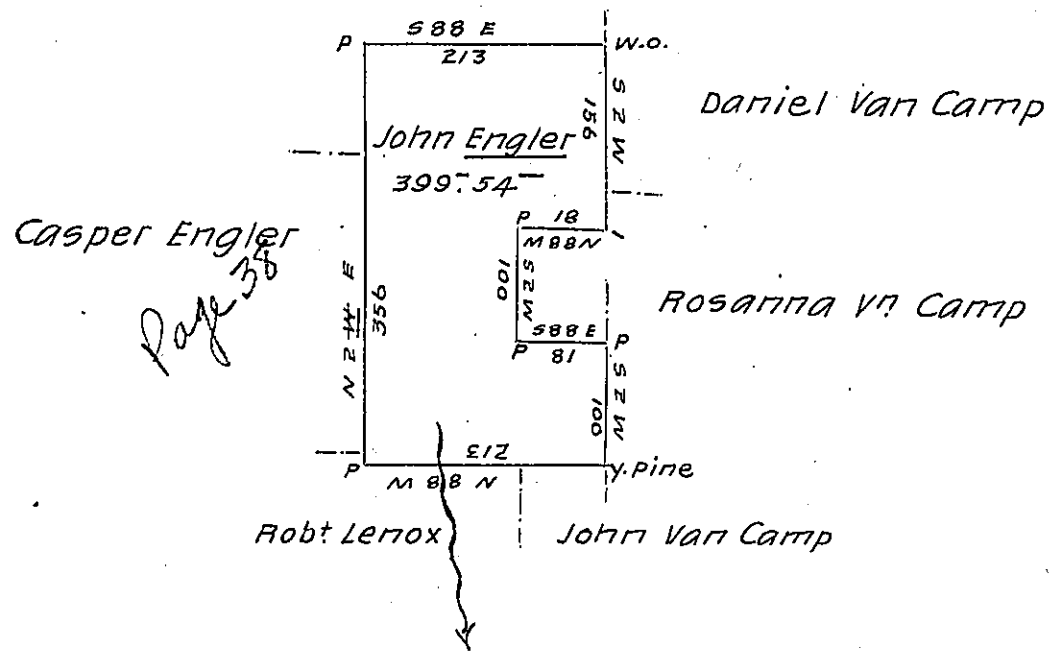 S 88 E
P
W.O.
213
S 2 W
156
Daniel Van Camp
John Engler
399. 54
P
81
N 88 W
Casper Engler
Page 38
N 2 W E
356
S 2 W
100
Rosanna Vn Camp
S 88 E
P
P
81
S 2 W
100
213
P
N 88 W
Y. Pine
Robt Lenox
John Van Camp